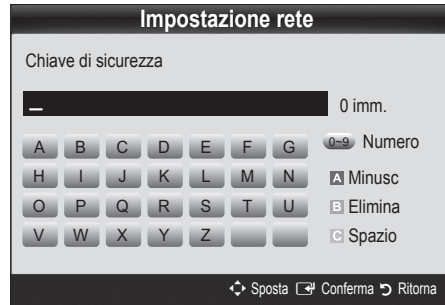 Impostazione rete
Chiave di sicurezza
_
0 imm.
A B C D E F G 0~9 Numero
H I J K L M N A Minusc
O P Q R S T U B Elimina
V W X Y Z C Spazio
Sposta Conferma Ritorna